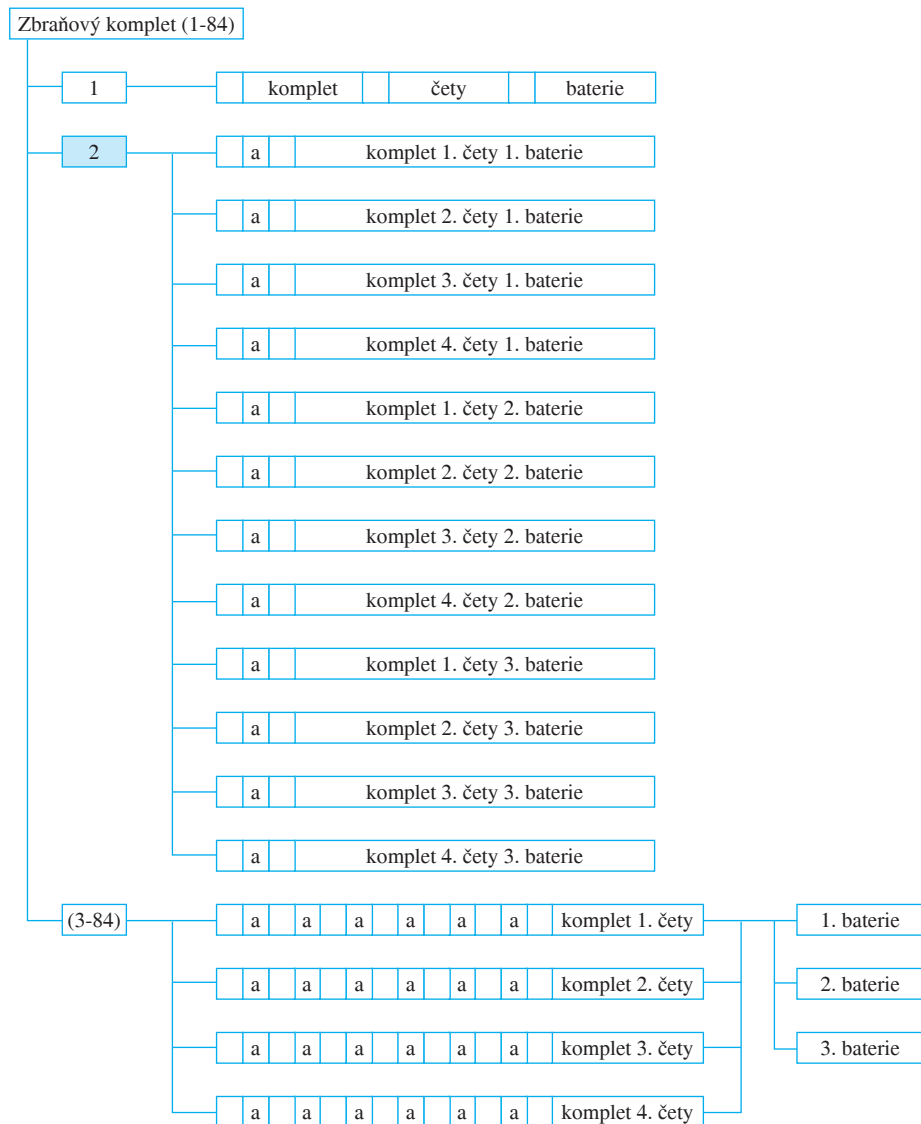 Zbraňový komplet (1-84)
1 komplet čety baterie
2 a komplet 1. čety 1. baterie
a komplet 2. čety 1. baterie
a komplet 3. čety 1. baterie
a komplet 4. čety 1. baterie
a komplet 1. čety 2. baterie
a komplet 2. čety 2. baterie
a komplet 3. čety 2. baterie
a komplet 4. čety 2. baterie
a komplet 1. čety 3. baterie
a komplet 2. čety 3. baterie
a komplet 3. čety 3. baterie
a komplet 4. čety 3. baterie
(3-84) a a a a a a komplet 1. čety 1. baterie
a a a a a a komplet 2. čety 2. baterie
a a a a a a komplet 3. čety 3. baterie
a a a a a a komplet 4. čety